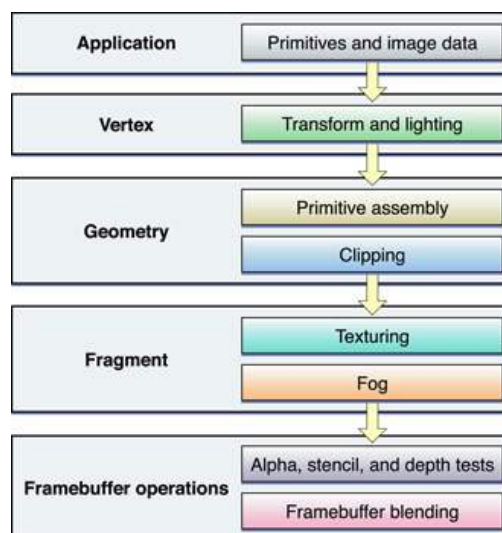 Application
Primitives and image data
Vertex
Transform and lighting
Geometry
Primitive assembly
Clipping
Fragment
Texturing
Fog
Framebuffer operations
Alpha, stencil, and depth tests
Framebuffer blending